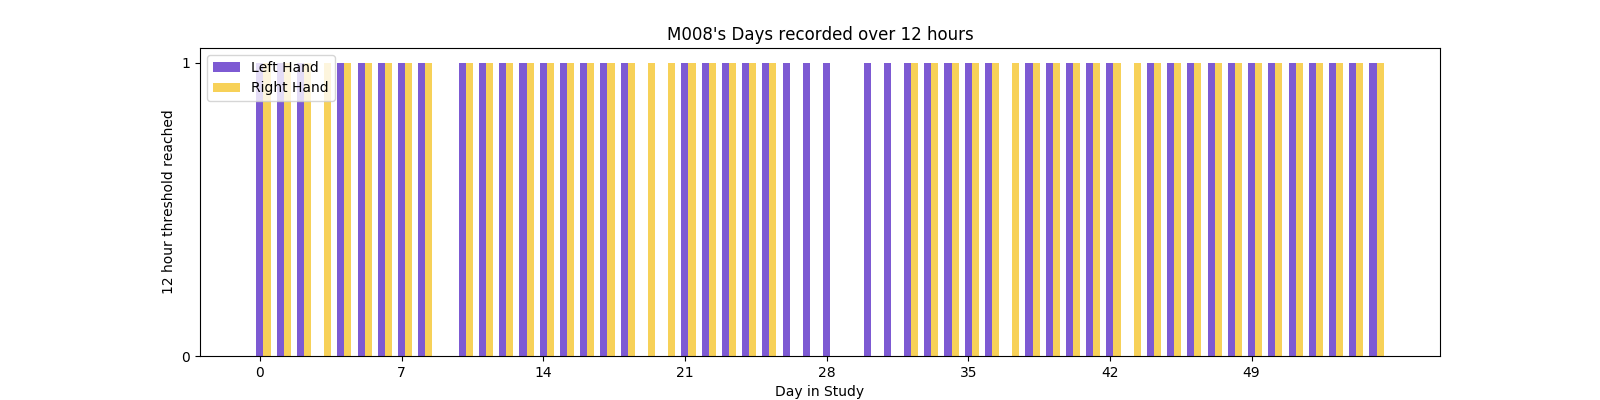 M008's Days recorded over 12 hours
Left Hand
Right Hand
12 hour threshold reached
1
0
0 7 14 21 28 35 42 49
Day in Study